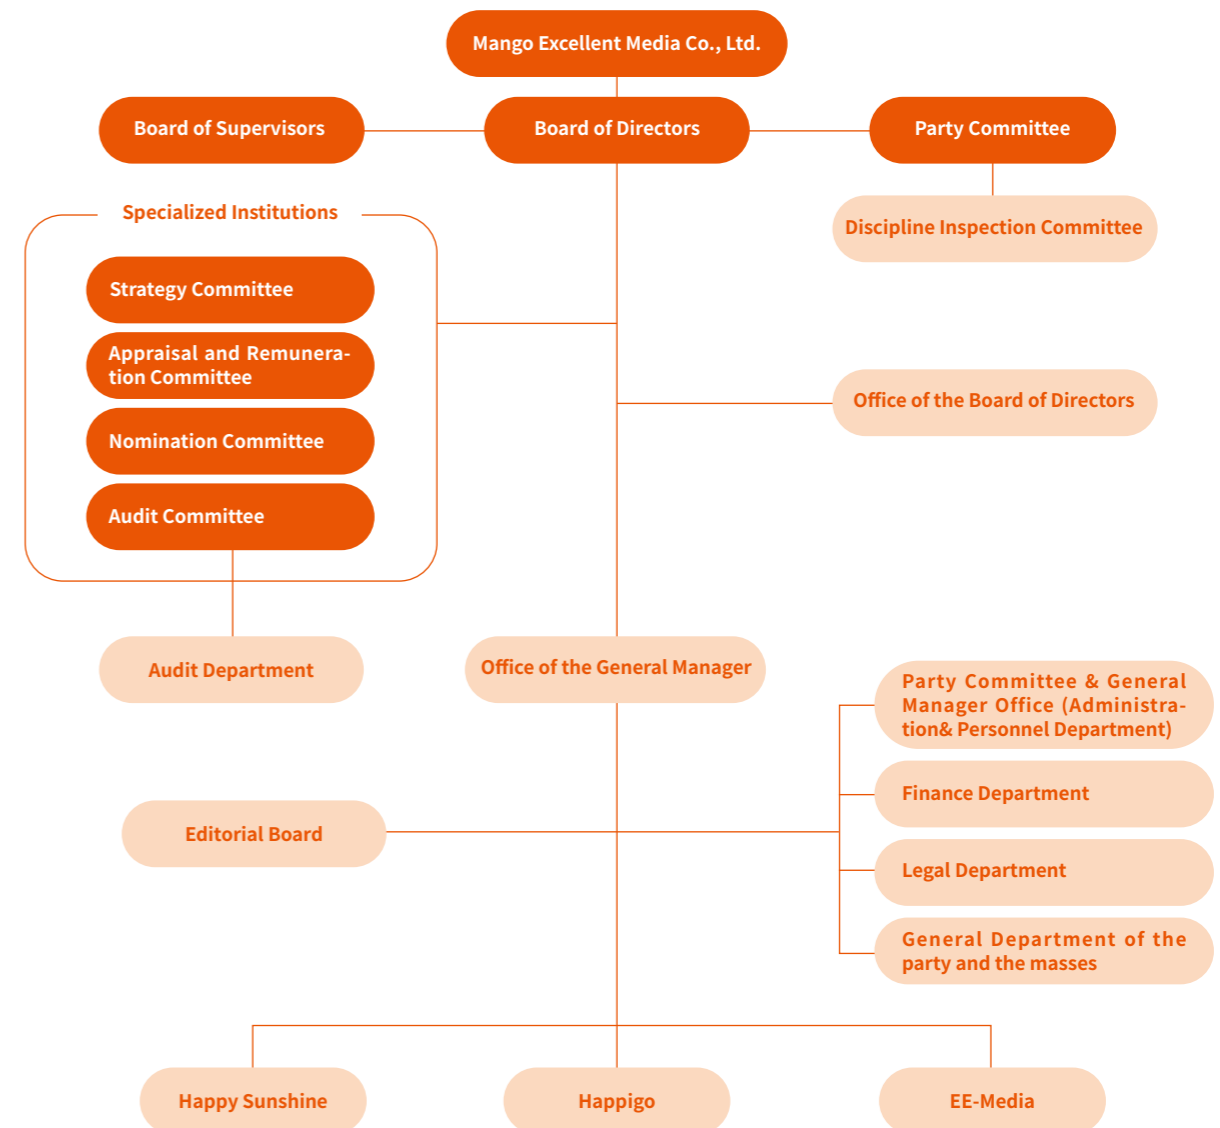 Mango Excellent Media Co., Ltd.
Board of Supervisors
Board of Directors
Party Committee
Specialized Institutions
Discipline Inspection Committee
Strategy Committee
Appraisal and Remunera-
tion Committee
Nomination Committee
Audit Committee
Office of the Board of Directors
Audit Department
Office of the General Manager
Party Committee & General
Manager Office (Administra-
tion& Personnel Department)
Finance Department
Editorial Board
Legal Department
General Department of the
party and the masses
Happy Sunshine
Happigo
EE-Media